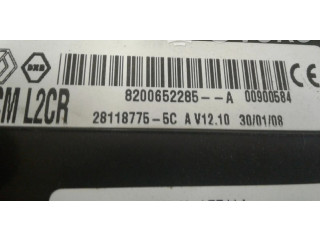 CM L2CR
8200652285--A 00900584
28118775-5C A V12.10 30/01/08